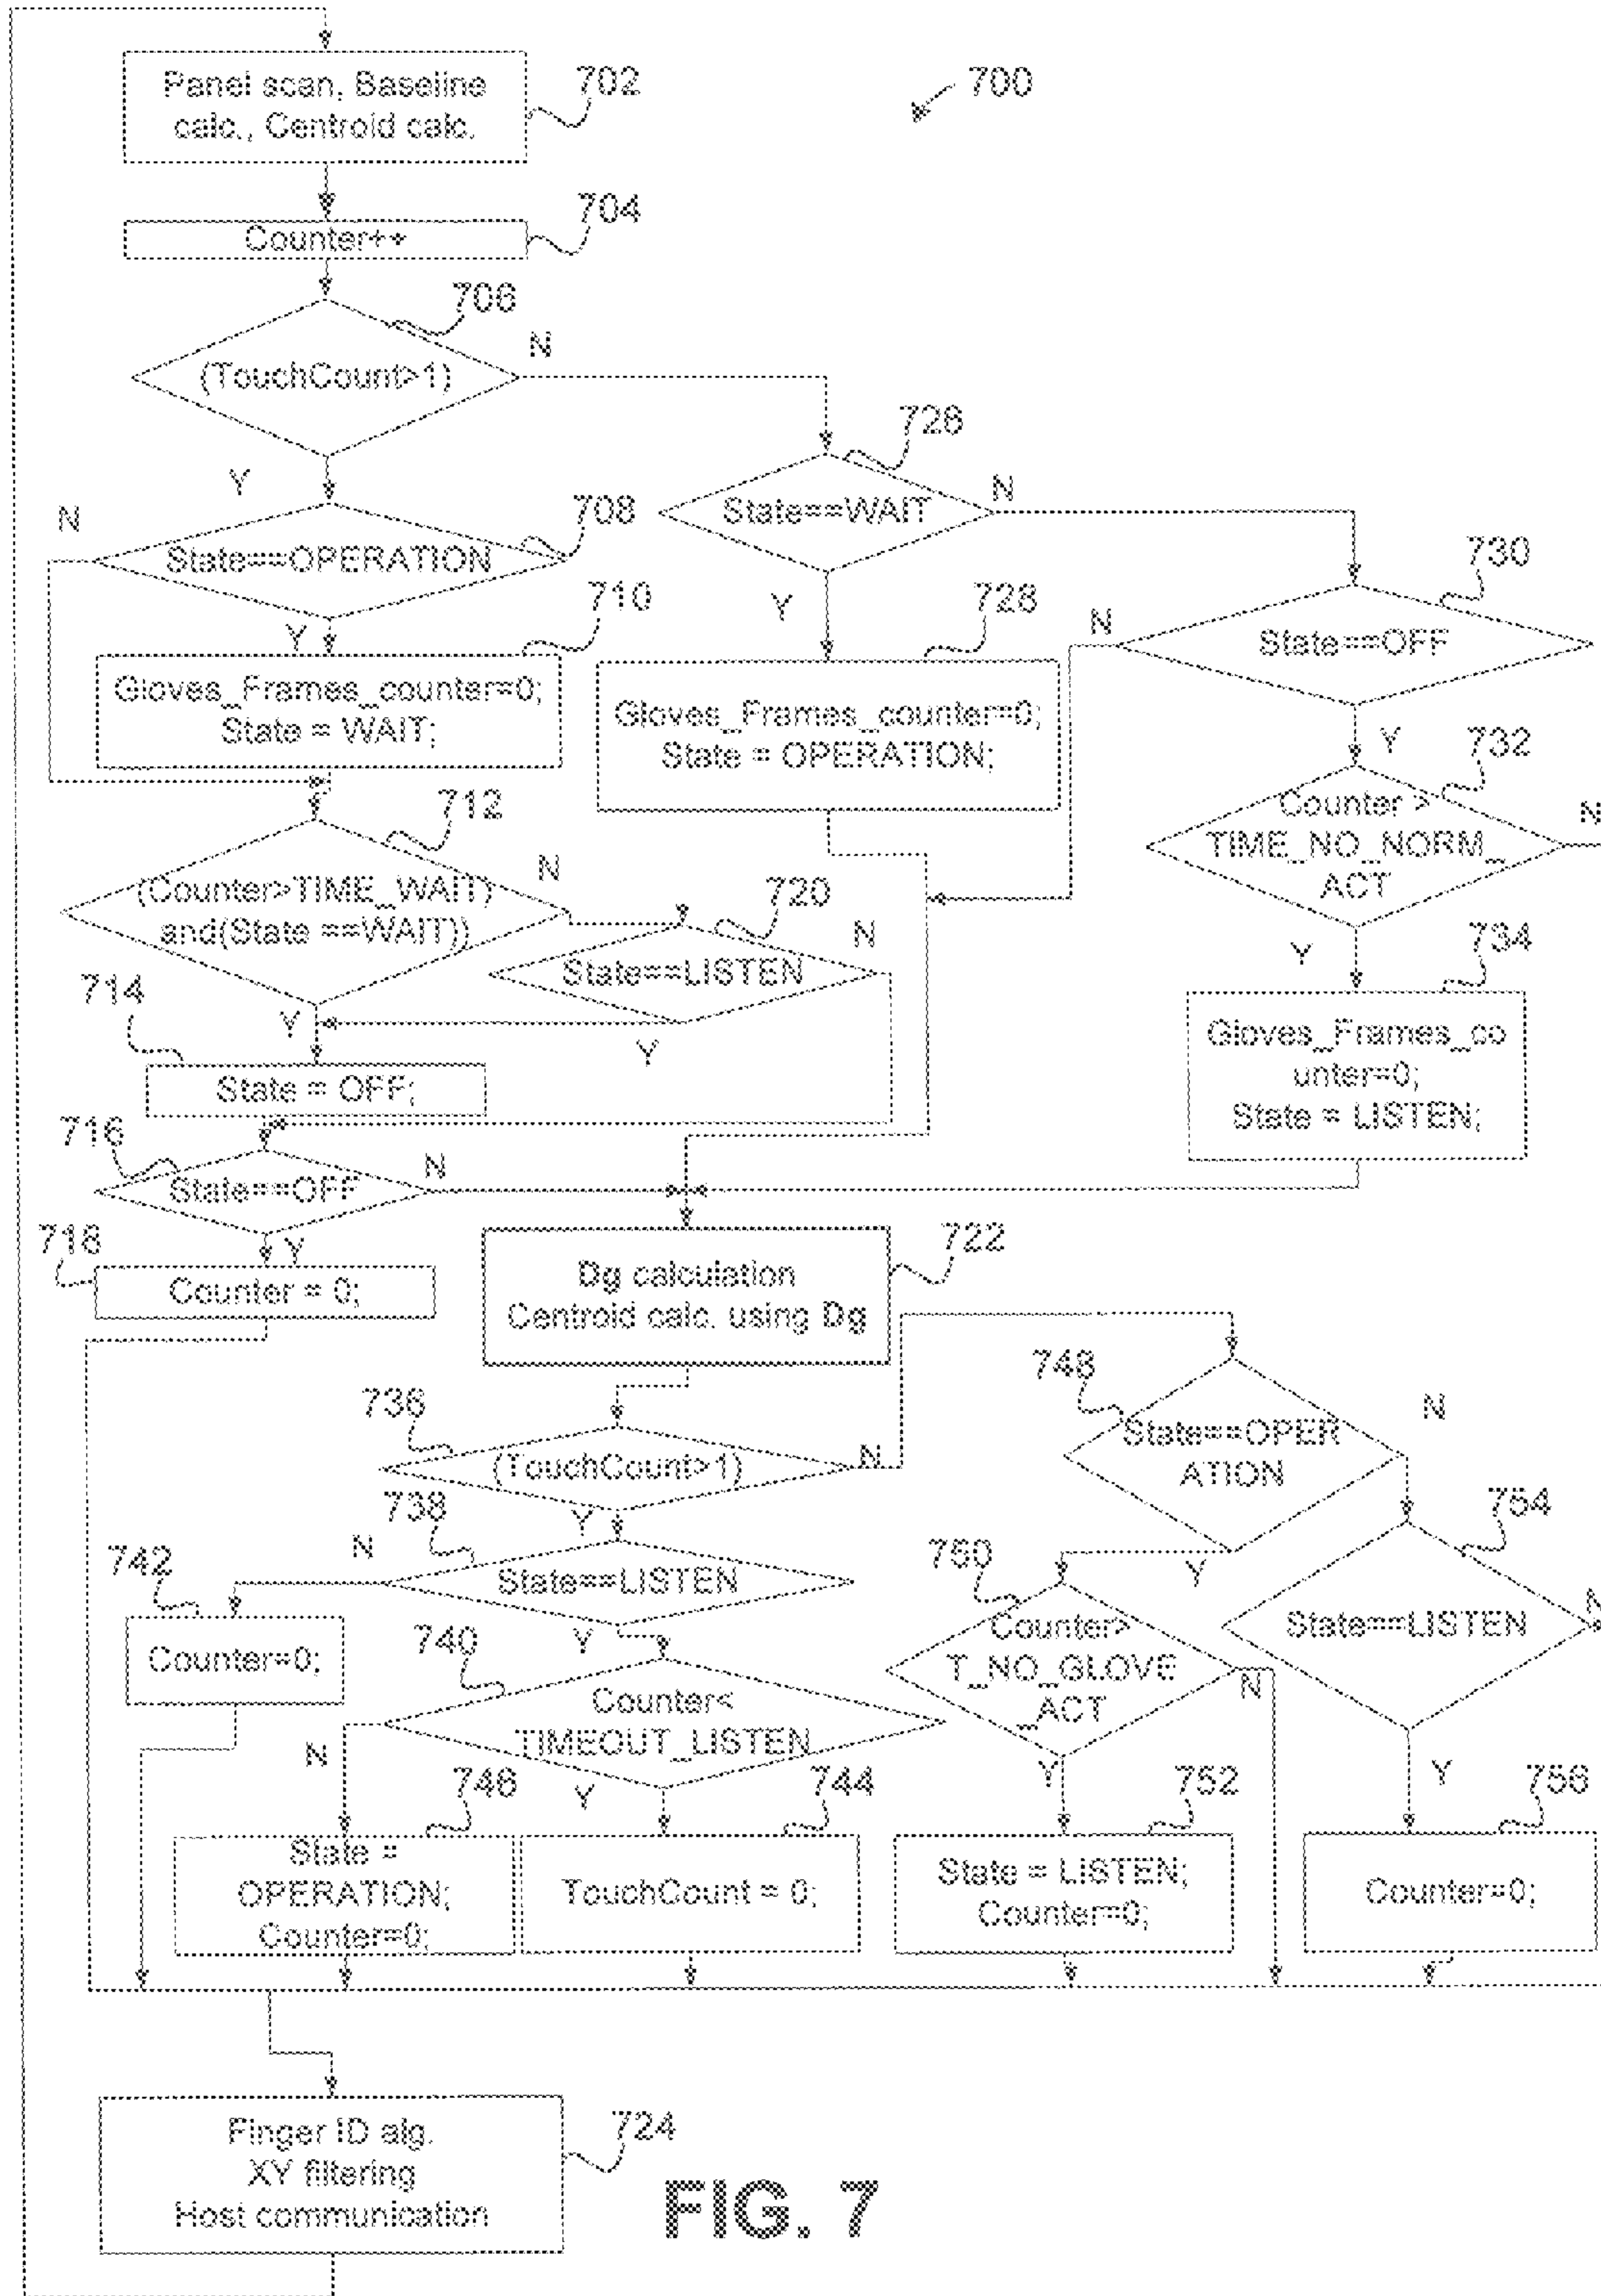 Panel scan, Baseline
calc., Centroid calc.
702
700
Counter++
704
706
(TouchCount>1)
N
Y
726
State==WAIT
N
Y
N
State==OPERATION
708
Y
730
State==OFF
N
Y
710
Gloves_Frames_counter=0;
State = WAIT;
728
Gloves_Frames_counter=0;
State = OPERATION;
732
Counter >
TIME_NO_NORM_
ACT
N
Y
712
(Counter>TIME_WAIT)
and(State ==WAIT))
N
Y
720
State==LISTEN
N
Y
734
Gloves_Frames_co
unter=0;
State = LISTEN;
714
State = OFF;
716
State==OFF
N
Y
718
Counter = 0;
722
Dg calculation
Centroid calc. using Dg
736
(TouchCount>1)
N
Y
748
State==OPER
ATION
N
Y
738
State==LISTEN
N
Y
742
Counter=0;
740
Counter<
TIMEOUT_LISTEN
N
Y
750
Counter>
T_NO_GLOVE
_ACT
N
Y
754
State==LISTEN
N
Y
746
State =
OPERATION;
Counter=0;
744
TouchCount = 0;
752
State = LISTEN;
Counter=0;
756
Counter=0;
Finger ID alg.
XY filtering
Host communication
724
FIG. 7